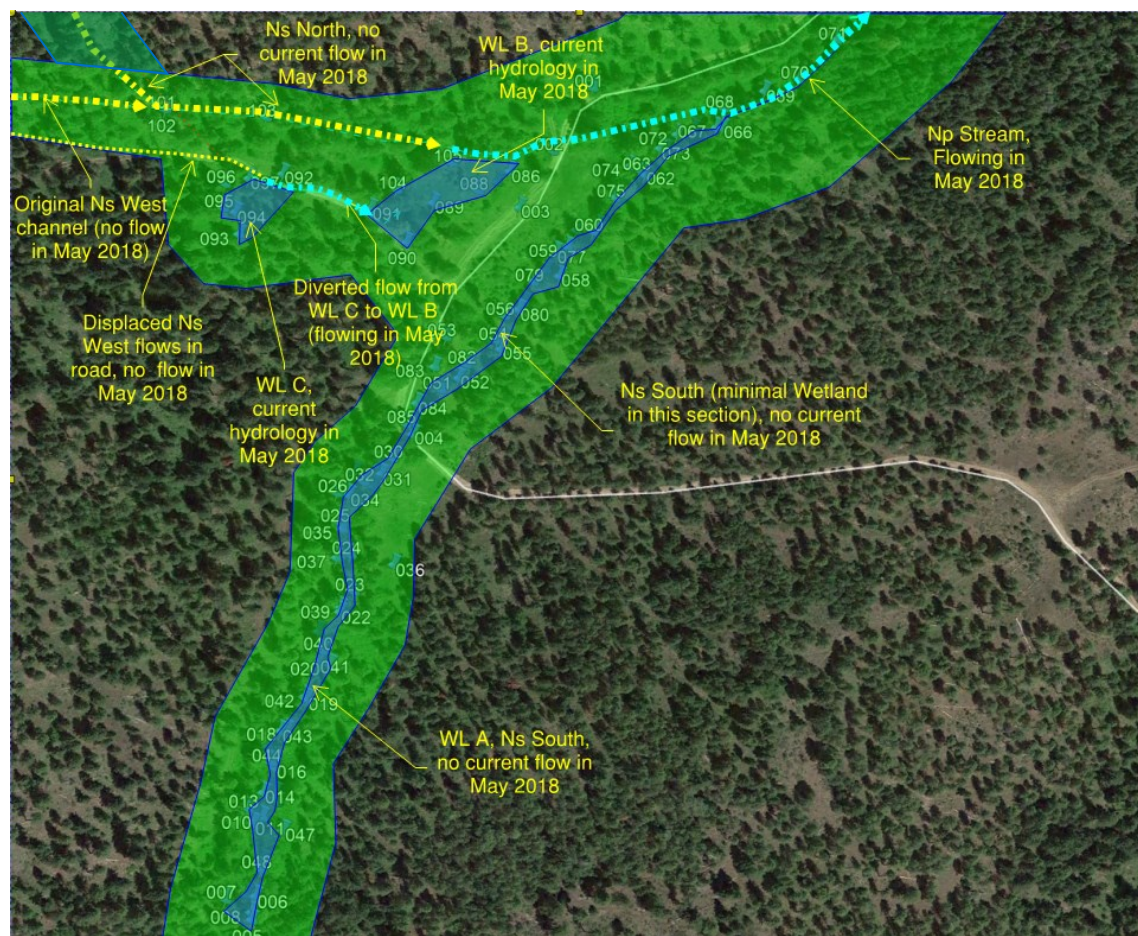 Ns North, no
current flow in
May 2018
WL B, current
hydrology in
May 2018
071
070
001
069
101
103
102
068
066
067
072
073
002
Np Stream,
Flowing in
May 2018
096
097
092
095
094
093
104
105
088
086
089
091
090
003
074
063
062
075
060
059
077
058
079
Original Ns West
channel (no flow
in May 2018)
Diverted flow from
WL C to WL B
(flowing in May
2018)
Displaced Ns
West flows in
road, no flow in
May 2018
WL C,
current
hydrology in
May 2018
056
080
053
055
082
083
051
052
084
085
004
Ns South (minimal Wetland
in this section), no current
flow in May 2018
030
032
031
026
034
025
035
024
037
036
023
039
022
040
041
020
019
042
018
043
044
016
WL A, Ns South,
no current flow in
May 2018
014
013
010
011
047
048
007
006
008